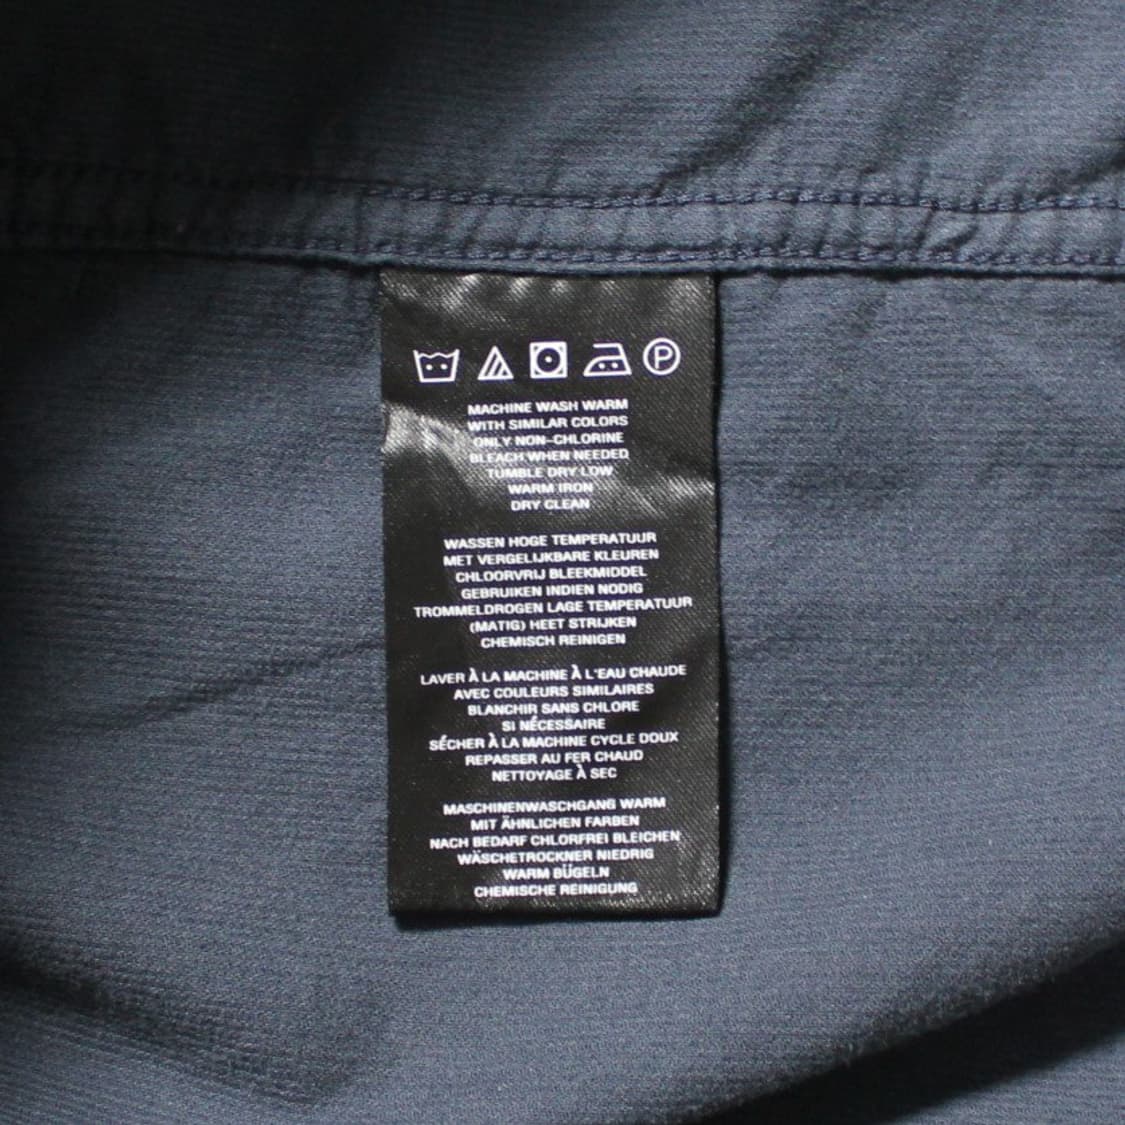 P
MACHINE WASH WARM
WITH SIMILAR COLORS
ONLY NON-CHLORINE
BLEACH WHEN NEEDED
TUMBLE DRY LOW
WARM IRON
DRY CLEAN
WASSEN HOGE TEMPERATUUR
MET VERGELIJKBARE KLEUREN
CHLOORVRIJ BLEEKMIDDEL
GEBRUIKEN INDIEN NODIG
TROMMELDROGEN LAGE TEMPERATUUR
(MATIG) HEET STRIJKEN
CHEMISCH REINIGEN
LAVER À LA MACHINE À L'EAU CHAUDE
AVEC COULEURS SIMILAIRES
BLANCHIR SANS CHLORE
SI NÉCESSAIRE
SÉCHER À LA MACHINE CYCLE DOUX
REPASSER AU FER CHAUD
NETTOYAGE À SEC
MASCHINENWASCHGANG WARM
MIT ÄHNLICHEN FARBEN
NACH BEDARF CHLORFREI BLEICHEN
WÄSCHETROCKNER NIEDRIG
WARM BÜGELN
CHEMISCHE REINIGUNG